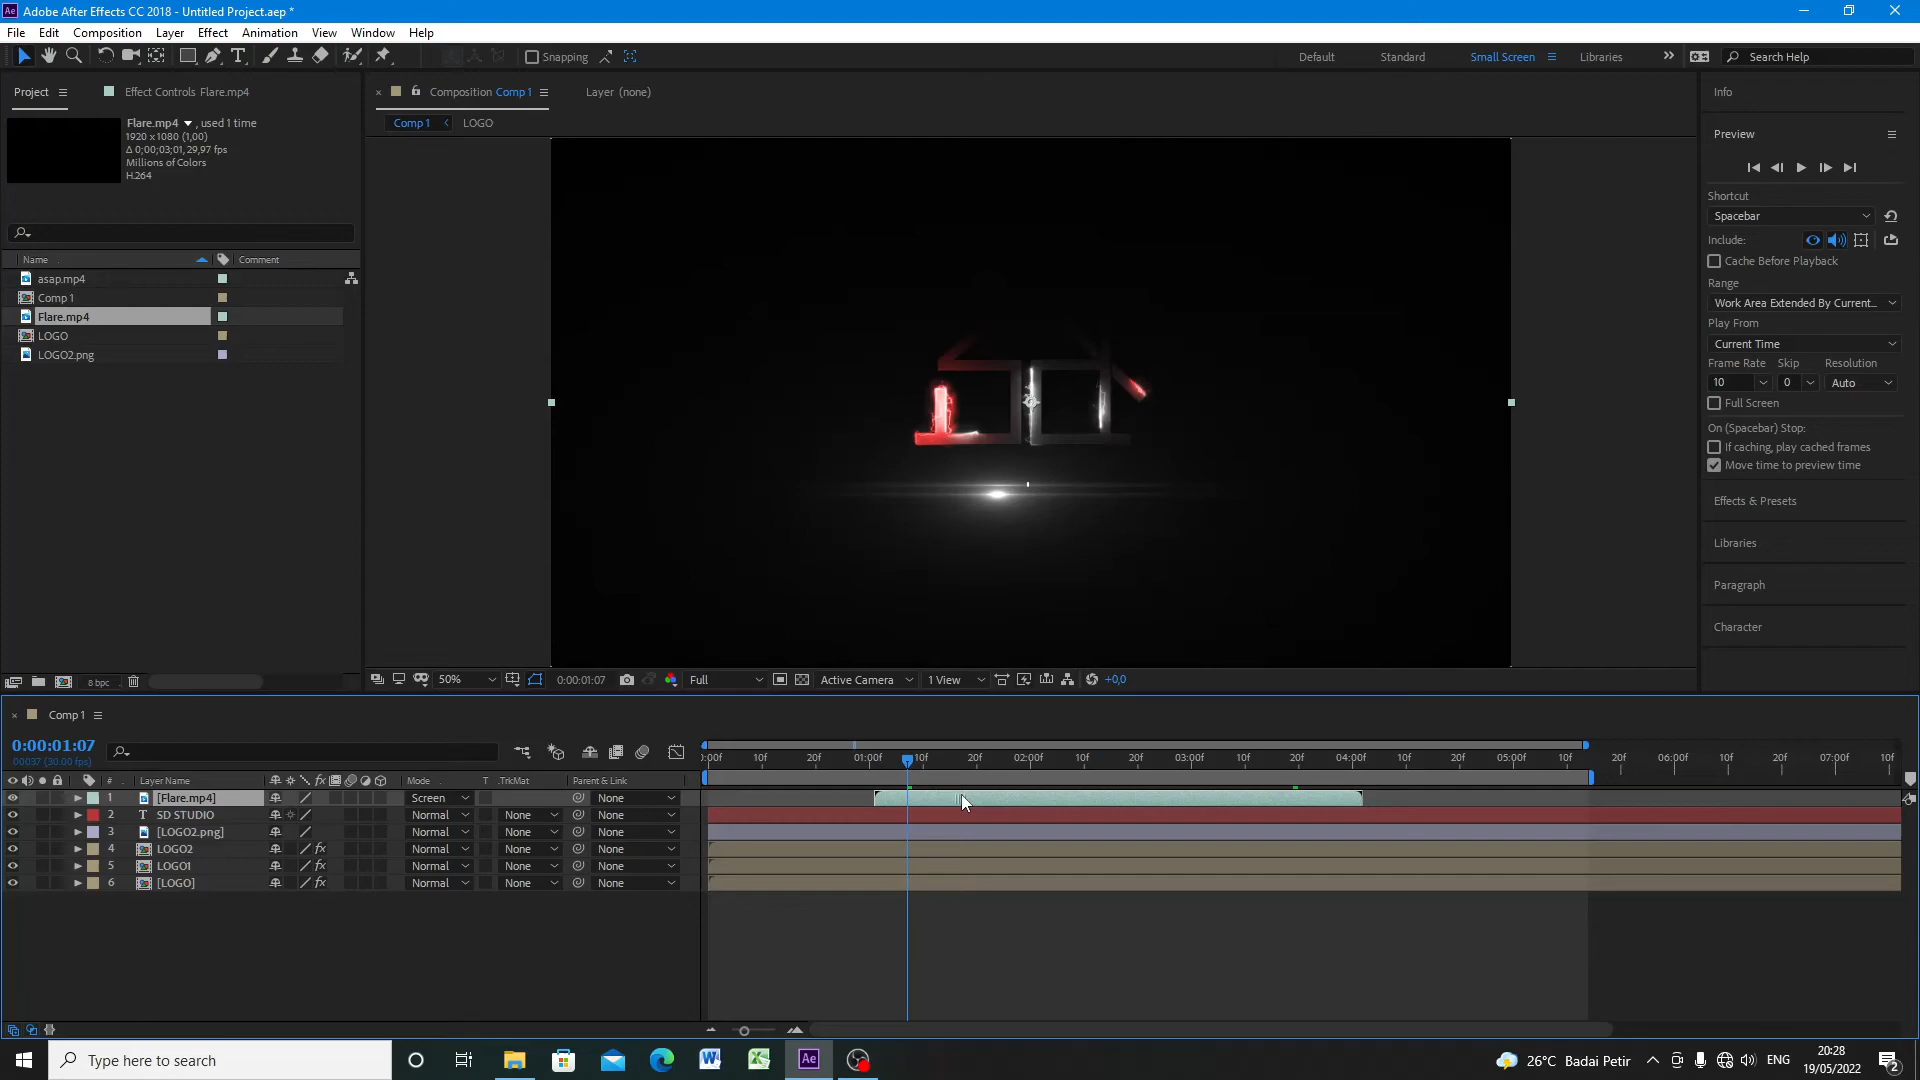 Adobe After Effects CC 2018 - Untitled Project.aep *
File Edit Composition Layer Effect Animation View Window Help
Snapping Default Standard Small Screen Libraries Search Help
Project Effect Controls Flare.mp4
Composition Comp 1 Layer (none)
Comp 1 LOGO
Flare.mp4 , used 1 time
1920 x 1080 (1,00)
Δ 0;00;03;01, 29,97 fps
Millions of Colors
H.264
Name Comment
asap.mp4
Comp 1
Flare.mp4
LOGO
LOGO2.png
8 bpc
50% 0:00:01:07 Full Active Camera 1 View +0,0
Info
Preview
Shortcut
Spacebar
Include:
Cache Before Playback
Range
Work Area Extended By Current...
Play From
Current Time
Frame Rate Skip Resolution
10 0 Auto
Full Screen
On (Spacebar) Stop:
If caching, play cached frames
Move time to preview time
Effects & Presets
Libraries
Paragraph
Character
Comp 1
0:00:01:07
00037 (30.00 fps)
):00f 10f 20f 01:00f 10f 20f 02:00f 10f 20f 03:00f 10f 20f 04:00f 10f 20f 05:00f 10f 20f 06:00f 10f 20f 07:00f 10f
# Layer Name Mode T .TrkMat Parent & Link
1 [Flare.mp4] Screen None
2 T SD STUDIO Normal None None
3 [LOGO2.png] Normal None None
4 LOGO2 fx Normal None None
5 LOGO1 fx Normal None None
6 [LOGO] fx Normal None None
Type here to search
26°C Badai Petir ENG 20:28
19/05/2022
2